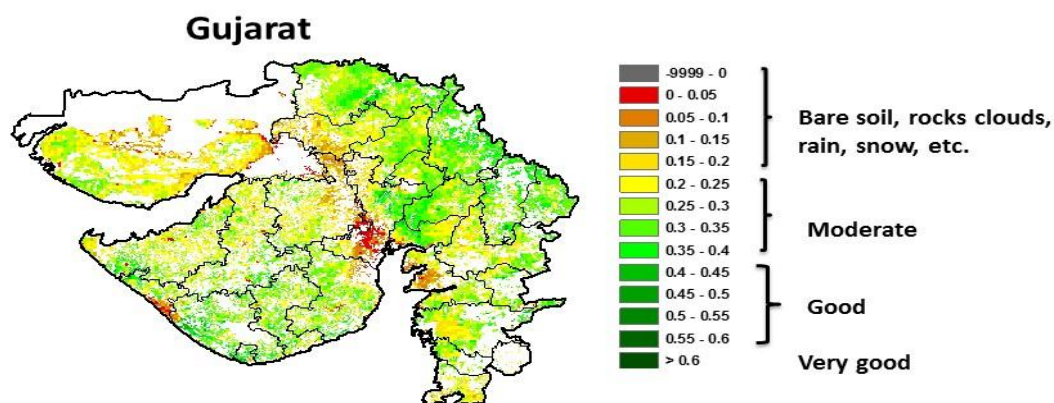 Gujarat
-9999 - 0
0 - 0.05
0.05 - 0.1
0.1 - 0.15
0.15 - 0.2
0.2 - 0.25
0.25 - 0.3
0.3 - 0.35
0.35 - 0.4
0.4 - 0.45
0.45 - 0.5
0.5 - 0.55
0.55 - 0.6
> 0.6
Bare soil, rocks clouds,
rain, snow, etc.
Moderate
Good
Very good